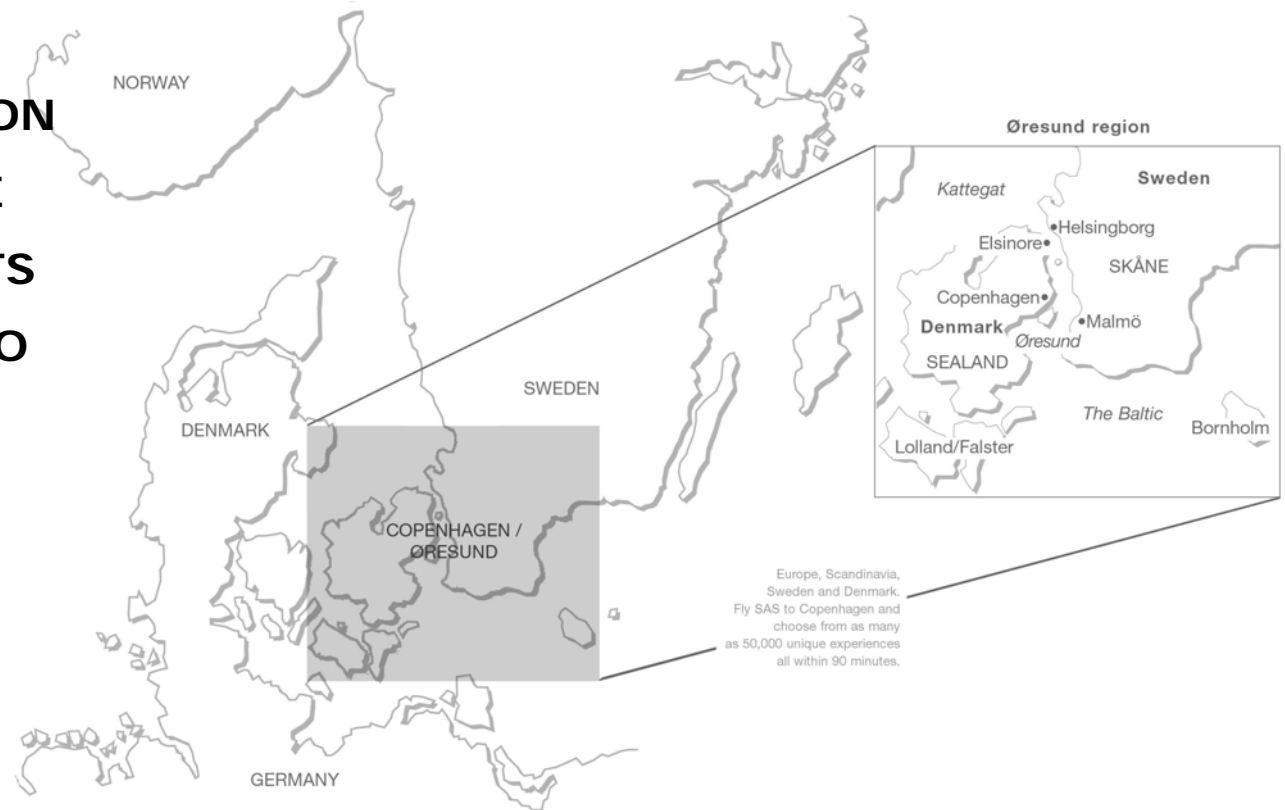 NORWAY
DENMARK
SWEDEN
COPENHAGEN /
ØRESUND
GERMANY
Øresund region
Kattegat
Sweden
Helsingborg
Elsinore
SKÅNE
Copenhagen
Denmark
Malmö
Øresund
SEALAND
The Baltic
Bornholm
Lolland/Falster
Europe, Scandinavia,
Sweden and Denmark.
Fly SAS to Copenhagen and
choose from as many
as 50,000 unique experiences
all within 90 minutes.